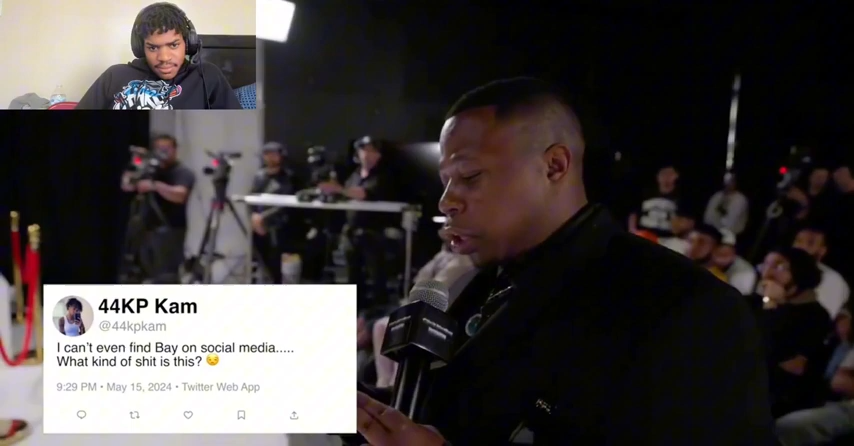 44KP Kam
@44kpkam
I can't even find Bay on social media.....
What kind of shit is this? 😒
9:29 PM • May 15, 2024 • Twitter Web App